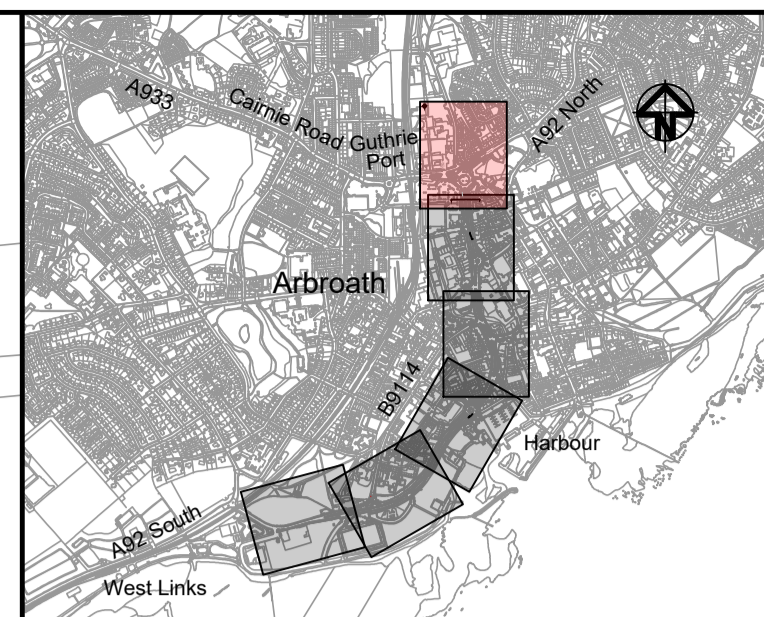 A933
Cairnie Road
Guthrie
Port
A92 North
N
Arbroath
B9114
Harbour
A92 South
West Links